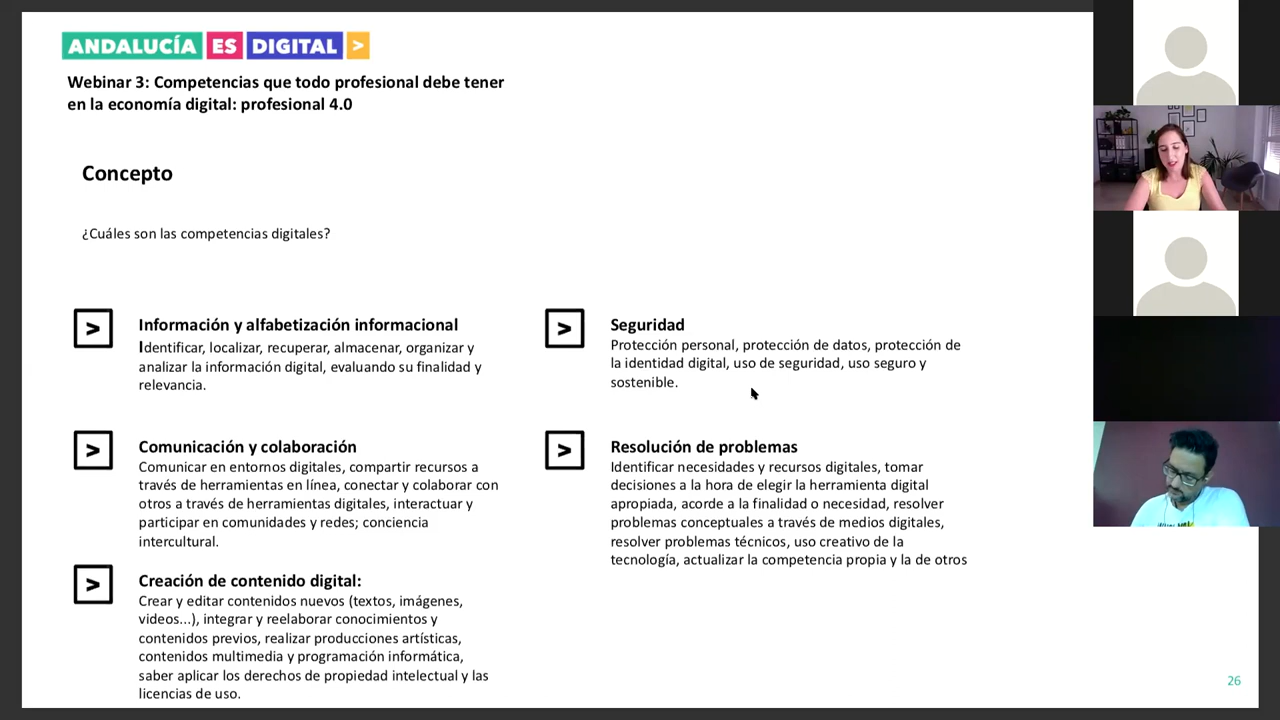 ANDALUCÍA ES DIGITAL >
Webinar 3: Competencias que todo profesional debe tener
en la economía digital: profesional 4.0
Concepto
¿Cuáles son las competencias digitales?
> Información y alfabetización informacional
Identificar, localizar, recuperar, almacenar, organizar y
analizar la información digital, evaluando su finalidad y
relevancia.
> Comunicación y colaboración
Comunicar en entornos digitales, compartir recursos a
través de herramientas en línea, conectar y colaborar con
otros a través de herramientas digitales, interactuar y
participar en comunidades y redes; conciencia
intercultural.
> Creación de contenido digital:
Crear y editar contenidos nuevos (textos, imágenes,
videos...), integrar y reelaborar conocimientos y
contenidos previos, realizar producciones artísticas,
contenidos multimedia y programación informática,
saber aplicar los derechos de propiedad intelectual y las
licencias de uso.
> Seguridad
Protección personal, protección de datos, protección de
la identidad digital, uso de seguridad, uso seguro y
sostenible.
> Resolución de problemas
Identificar necesidades y recursos digitales, tomar
decisiones a la hora de elegir la herramienta digital
apropiada, acorde a la finalidad o necesidad, resolver
problemas conceptuales a través de medios digitales,
resolver problemas técnicos, uso creativo de la
tecnología, actualizar la competencia propia y la de otros
26